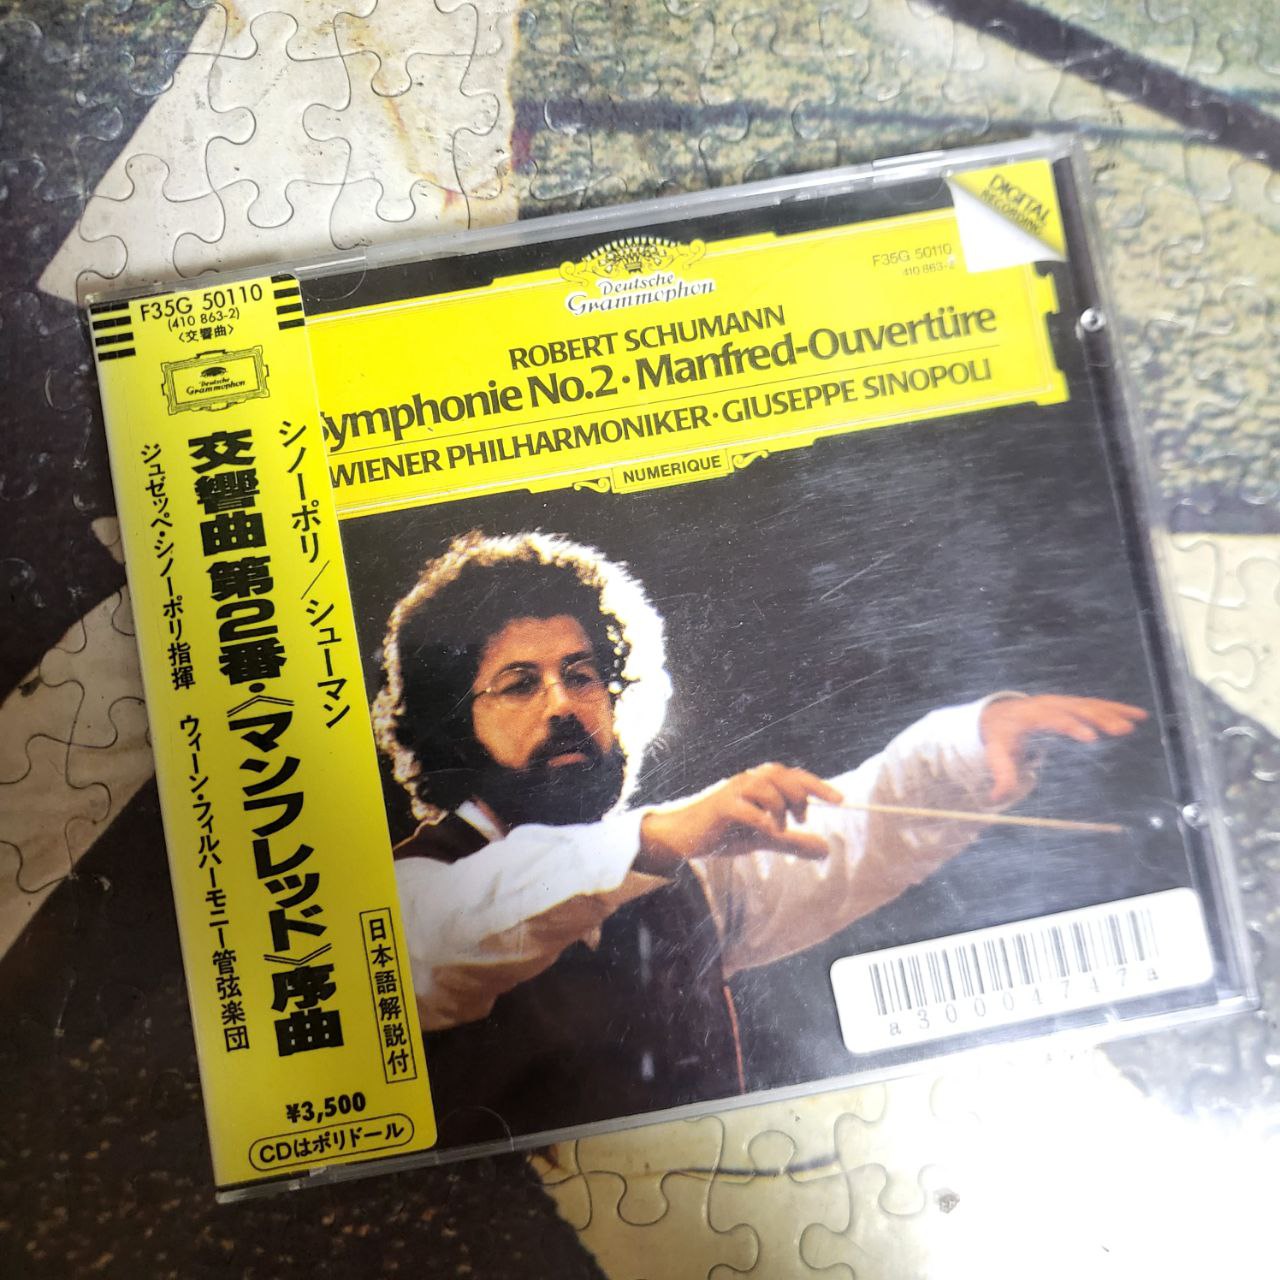 F35G 50110
(410 863-2)
〈交響曲〉
Deutsche
Grammophon
シノーポリ／シューマン
交響曲 第2番・《マンフレッド》序曲
ジュゼッペ・シノーポリ指揮 ウィーン・フィルハーモニー管弦楽団
日本語解説付
¥3,500
CDはポリドール
DIGITAL
RECORDING
Deutsche
Grammophon
F35G 50110
410 863-2
ROBERT SCHUMANN
Symphonie No.2・Manfred-Ouvertüre
WIENER PHILHARMONIKER・GIUSEPPE SINOPOLI
NUMERIQUE
a30004747a